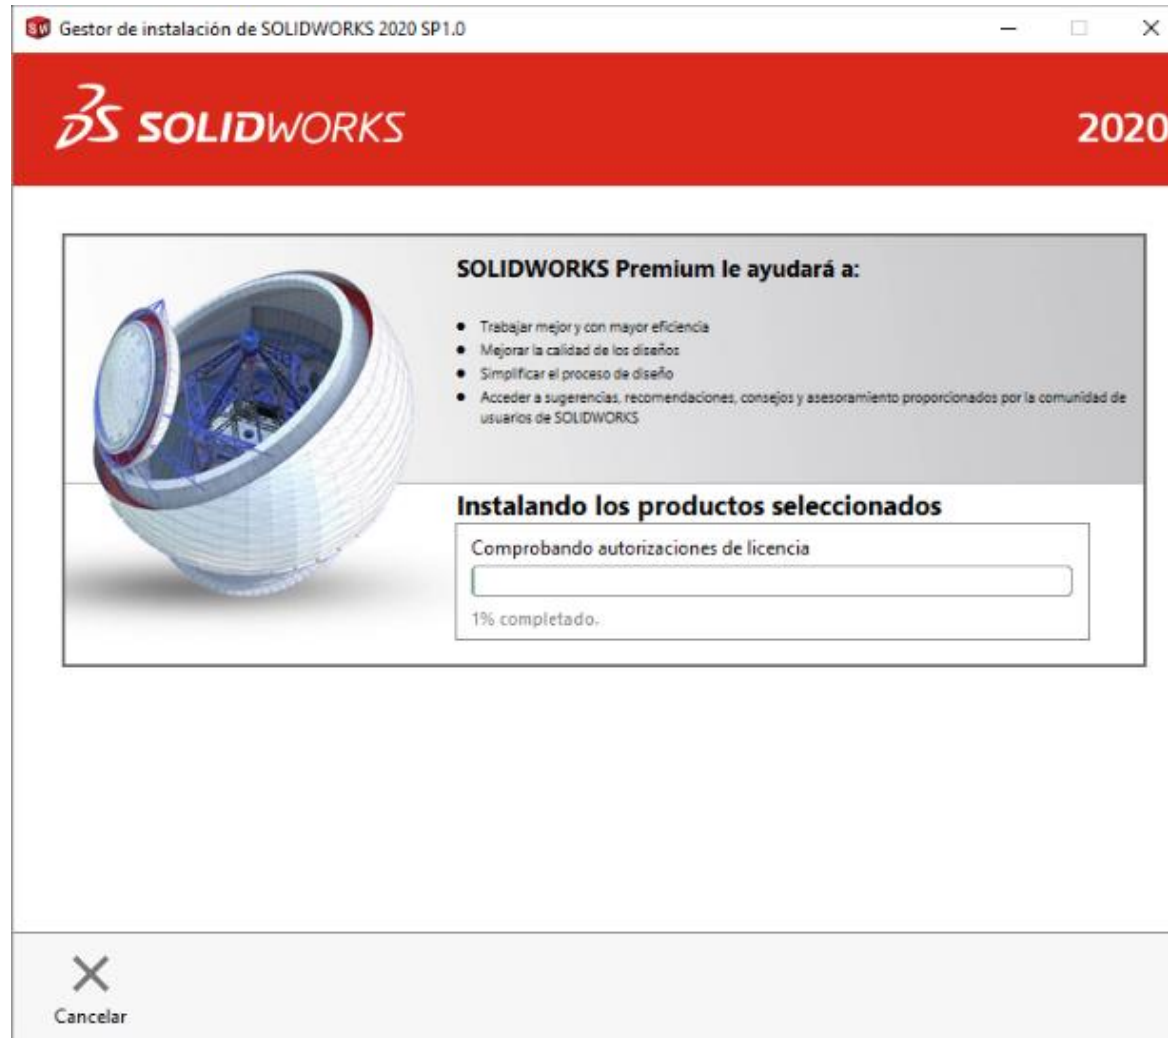 Gestor de instalación de SOLIDWORKS 2020 SP1.0
SOLIDWORKS
2020
SOLIDWORKS Premium le ayudará a:
Trabajar mejor y con mayor eficiencia
Mejorar la calidad de los diseños
Simplificar el proceso de diseño
Acceder a sugerencias, recomendaciones, consejos y asesoramiento proporcionados por la comunidad de
usuarios de SOLIDWORKS
Instalando los productos seleccionados
Comprobando autorizaciones de licencia
1% completado.
Cancelar